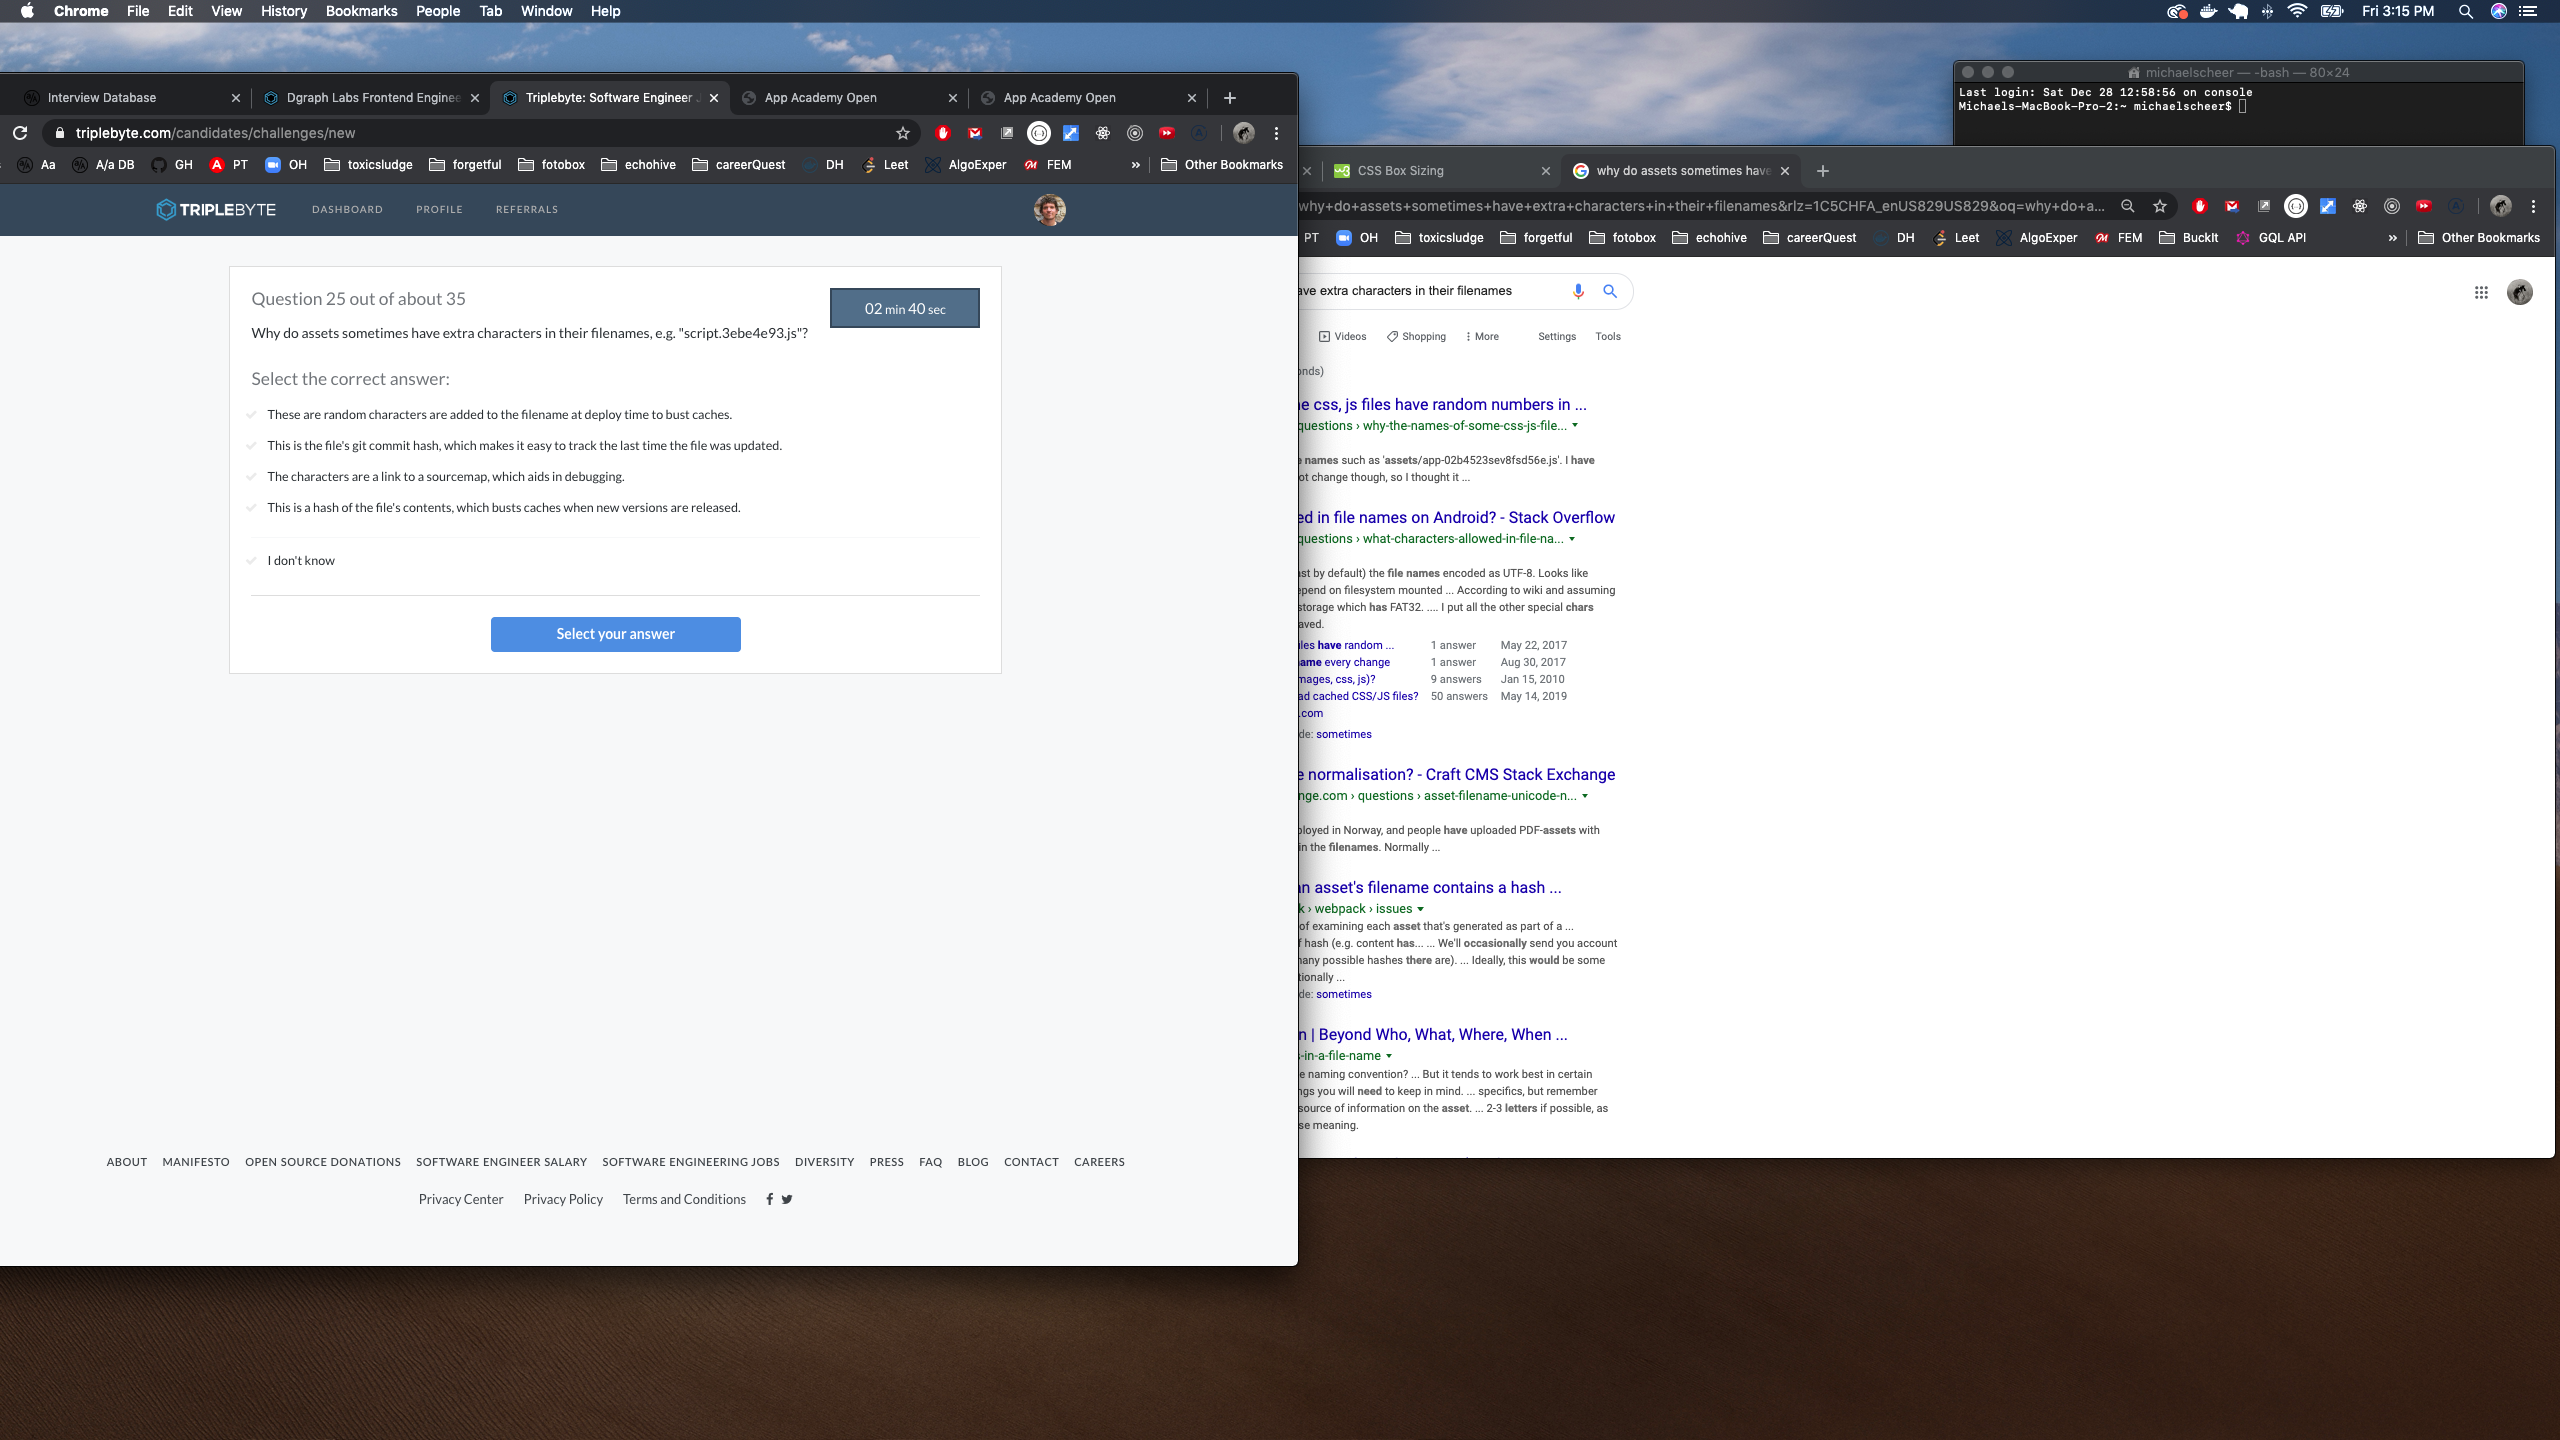 Chrome File Edit View History Bookmarks People Tab Window Help
Fri 3:15 PM
Interview Database
Dgraph Labs Frontend Enginee
Triplebyte: Software Engineer J
App Academy Open
App Academy Open
triplebyte.com/candidates/challenges/new
Aa A/a DB GH PT OH toxicsludge forgetful fotobox echohive careerQuest DH Leet AlgoExper FEM » Other Bookmarks
TRIPLEBYTE DASHBOARD PROFILE REFERRALS
Question 25 out of about 35
02 min 40 sec
Why do assets sometimes have extra characters in their filenames, e.g. "script.3ebe4e93.js"?
Select the correct answer:
These are random characters are added to the filename at deploy time to bust caches.
This is the file's git commit hash, which makes it easy to track the last time the file was updated.
The characters are a link to a sourcemap, which aids in debugging.
This is a hash of the file's contents, which busts caches when new versions are released.
I don't know
Select your answer
ABOUT MANIFESTO OPEN SOURCE DONATIONS SOFTWARE ENGINEER SALARY SOFTWARE ENGINEERING JOBS DIVERSITY PRESS FAQ BLOG CONTACT CAREERS
Privacy Center Privacy Policy Terms and Conditions
michaelscheer — -bash — 80×24
Last login: Sat Dec 28 12:58:56 on console
Michaels-MacBook-Pro-2:~ michaelscheer$
CSS Box Sizing
why do assets sometimes have
why+do+assets+sometimes+have+extra+characters+in+their+filenames&rlz=1C5CHFA_enUS829US829&oq=why+do+a...
PT OH toxicsludge forgetful fotobox echohive careerQuest DH Leet AlgoExper FEM BuckIt GQL API » Other Bookmarks
ave extra characters in their filenames
Videos Shopping More Settings Tools
onds)
e css, js files have random numbers in ...
questions › why-the-names-of-some-css-js-file...
e names such as 'assets/app-02b4523sev8fsd56e.js'. I have
ot change though, so I thought it ...
ed in file names on Android? - Stack Overflow
questions › what-characters-allowed-in-file-na...
ast by default) the file names encoded as UTF-8. Looks like
epend on filesystem mounted ... According to wiki and assuming
storage which has FAT32. .... I put all the other special chars
aved.
les have random ... 1 answer May 22, 2017
ame every change 1 answer Aug 30, 2017
mages, css, js)? 9 answers Jan 15, 2010
ad cached CSS/JS files? 50 answers May 14, 2019
.com
de: sometimes
e normalisation? - Craft CMS Stack Exchange
nge.com › questions › asset-filename-unicode-n...
ployed in Norway, and people have uploaded PDF-assets with
in the filenames. Normally ...
an asset's filename contains a hash ...
k › webpack › issues
of examining each asset that's generated as part of a ...
f hash (e.g. content has... ... We'll occasionally send you account
many possible hashes there are). ... Ideally, this would be some
tionally ...
de: sometimes
n | Beyond Who, What, Where, When ...
s-in-a-file-name
e naming convention? ... But it tends to work best in certain
ngs you will need to keep in mind. ... specifics, but remember
source of information on the asset. ... 2-3 letters if possible, as
se meaning.